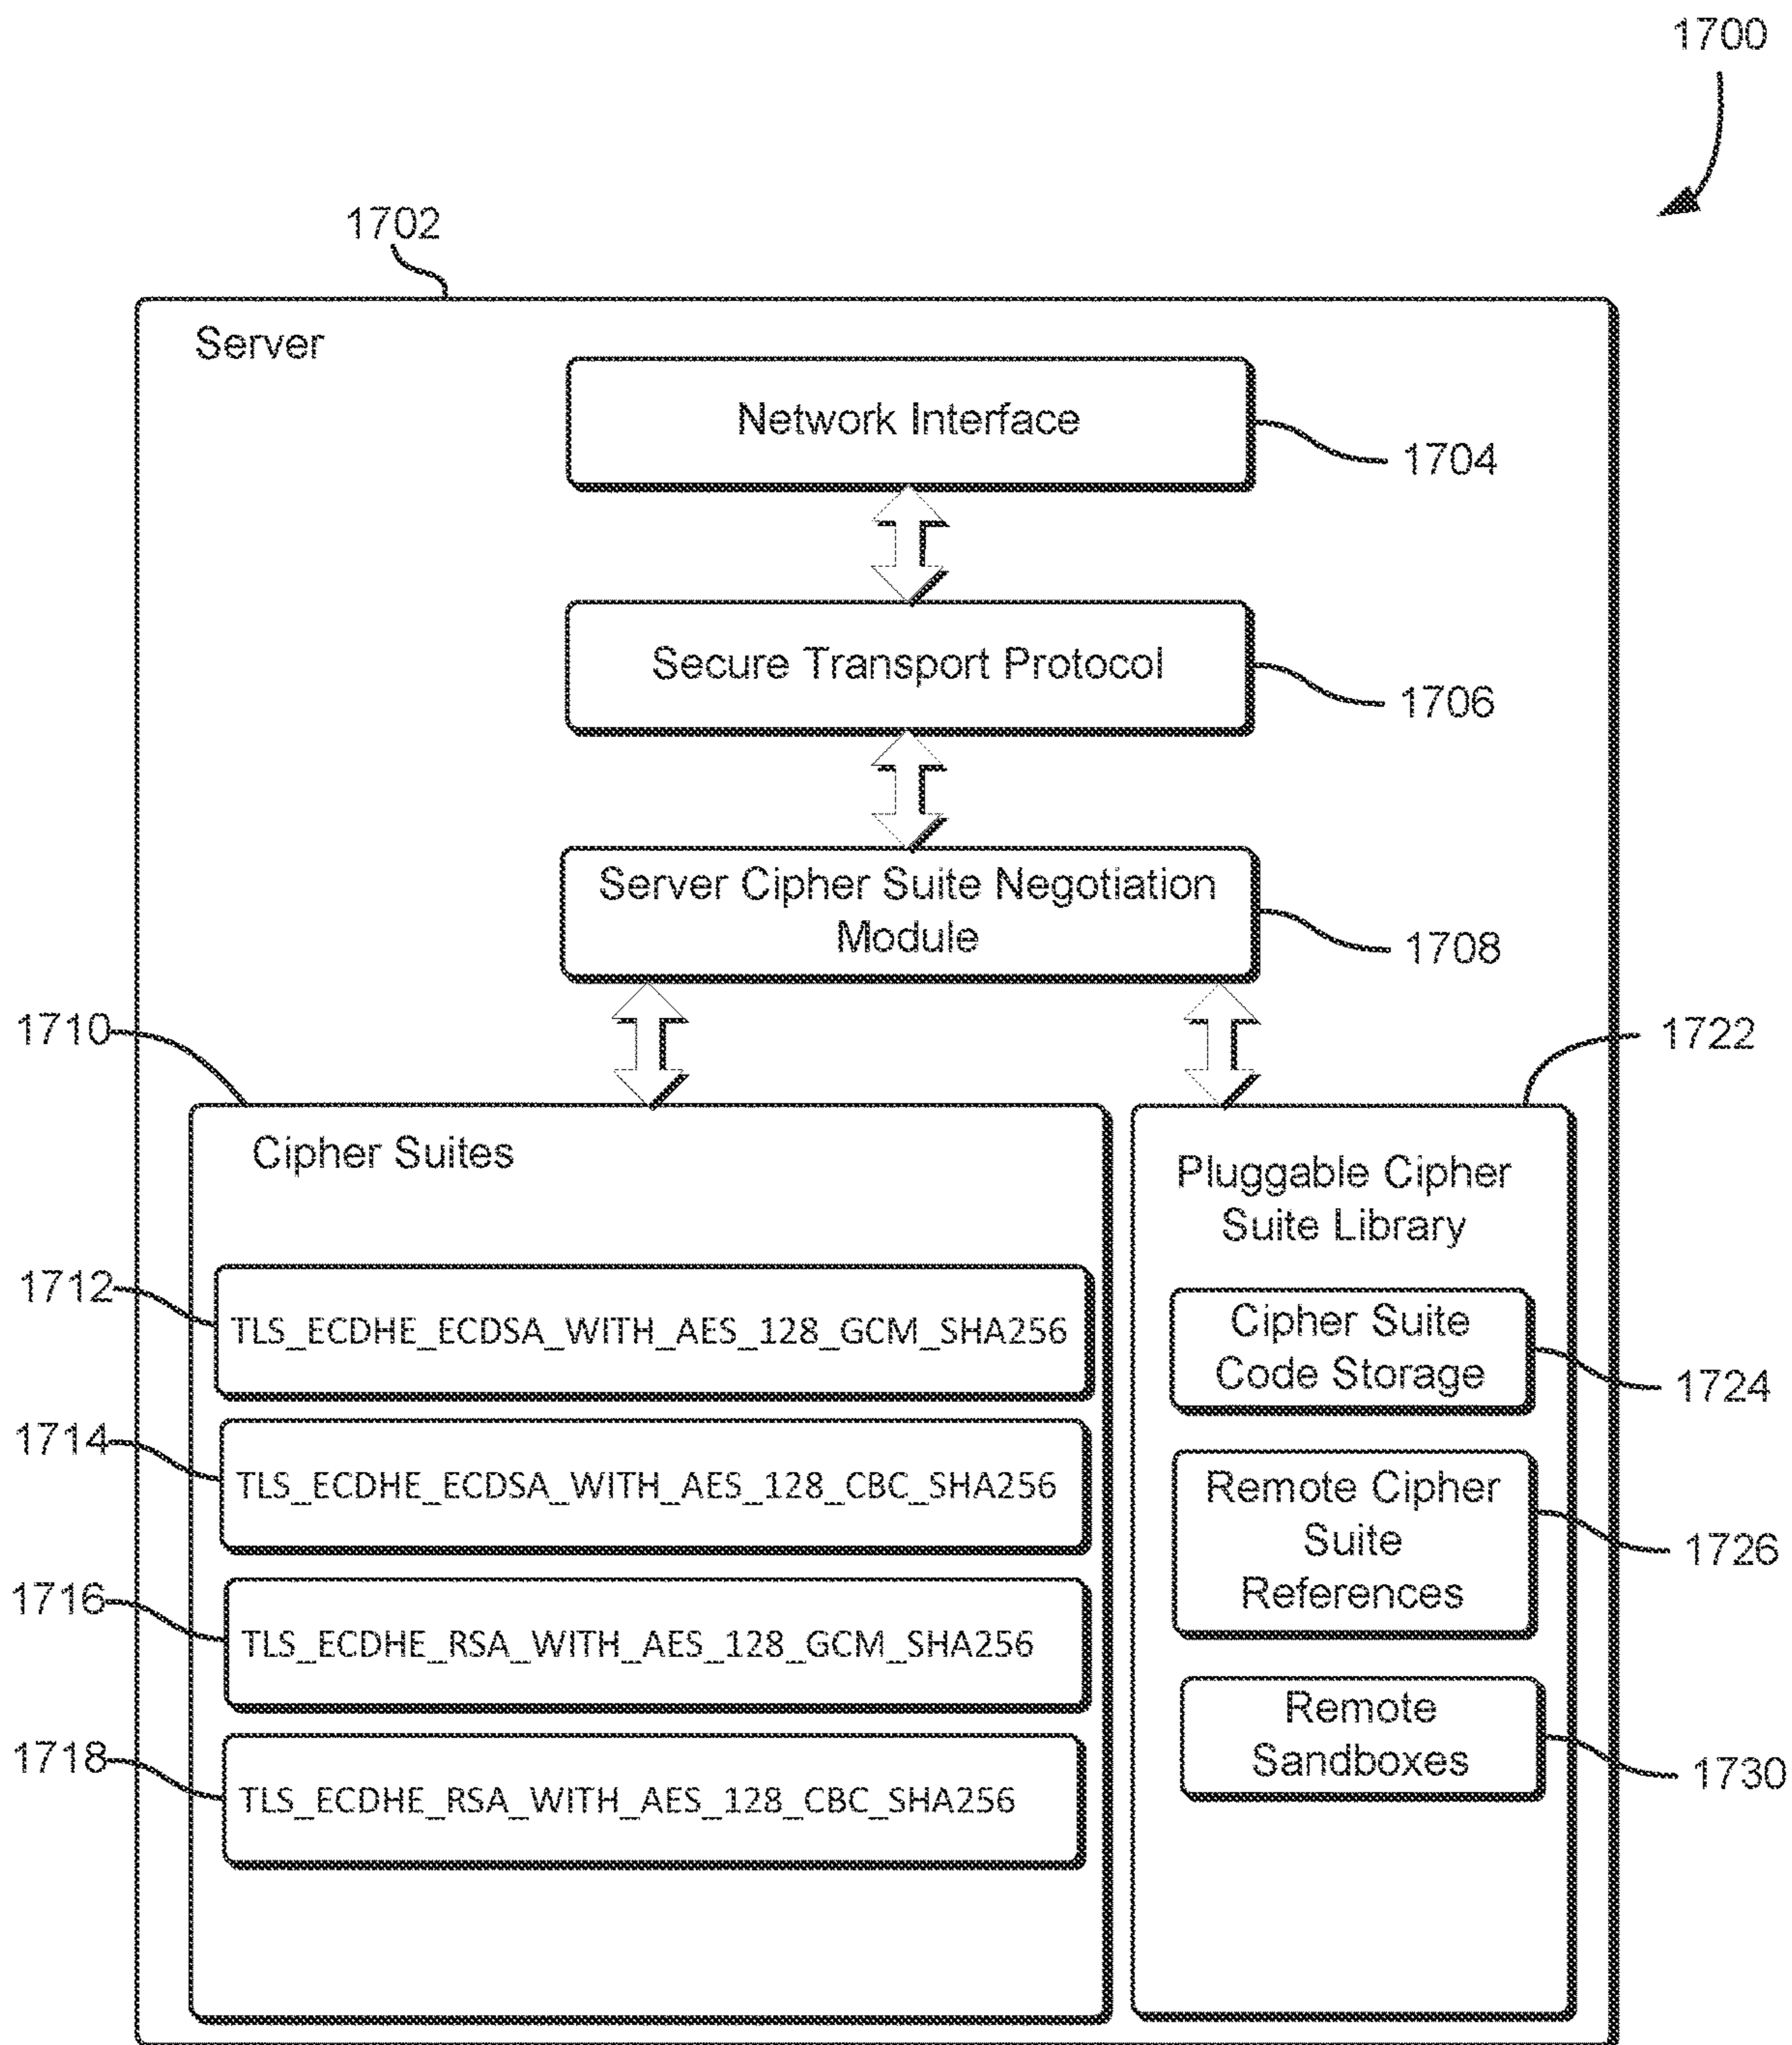 1700
1702
Server
Network Interface
1704
Secure Transport Protocol
1706
Server Cipher Suite Negotiation
Module
1708
1710
1722
Cipher Suites
Pluggable Cipher
Suite Library
1712
TLS_ECDHE_ECDSA_WITH_AES_128_GCM_SHA256
Cipher Suite
Code Storage
1724
1714
TLS_ECDHE_ECDSA_WITH_AES_128_CBC_SHA256
Remote Cipher
Suite
References
1726
1716
TLS_ECDHE_RSA_WITH_AES_128_GCM_SHA256
Remote
Sandboxes
1730
1718
TLS_ECDHE_RSA_WITH_AES_128_CBC_SHA256